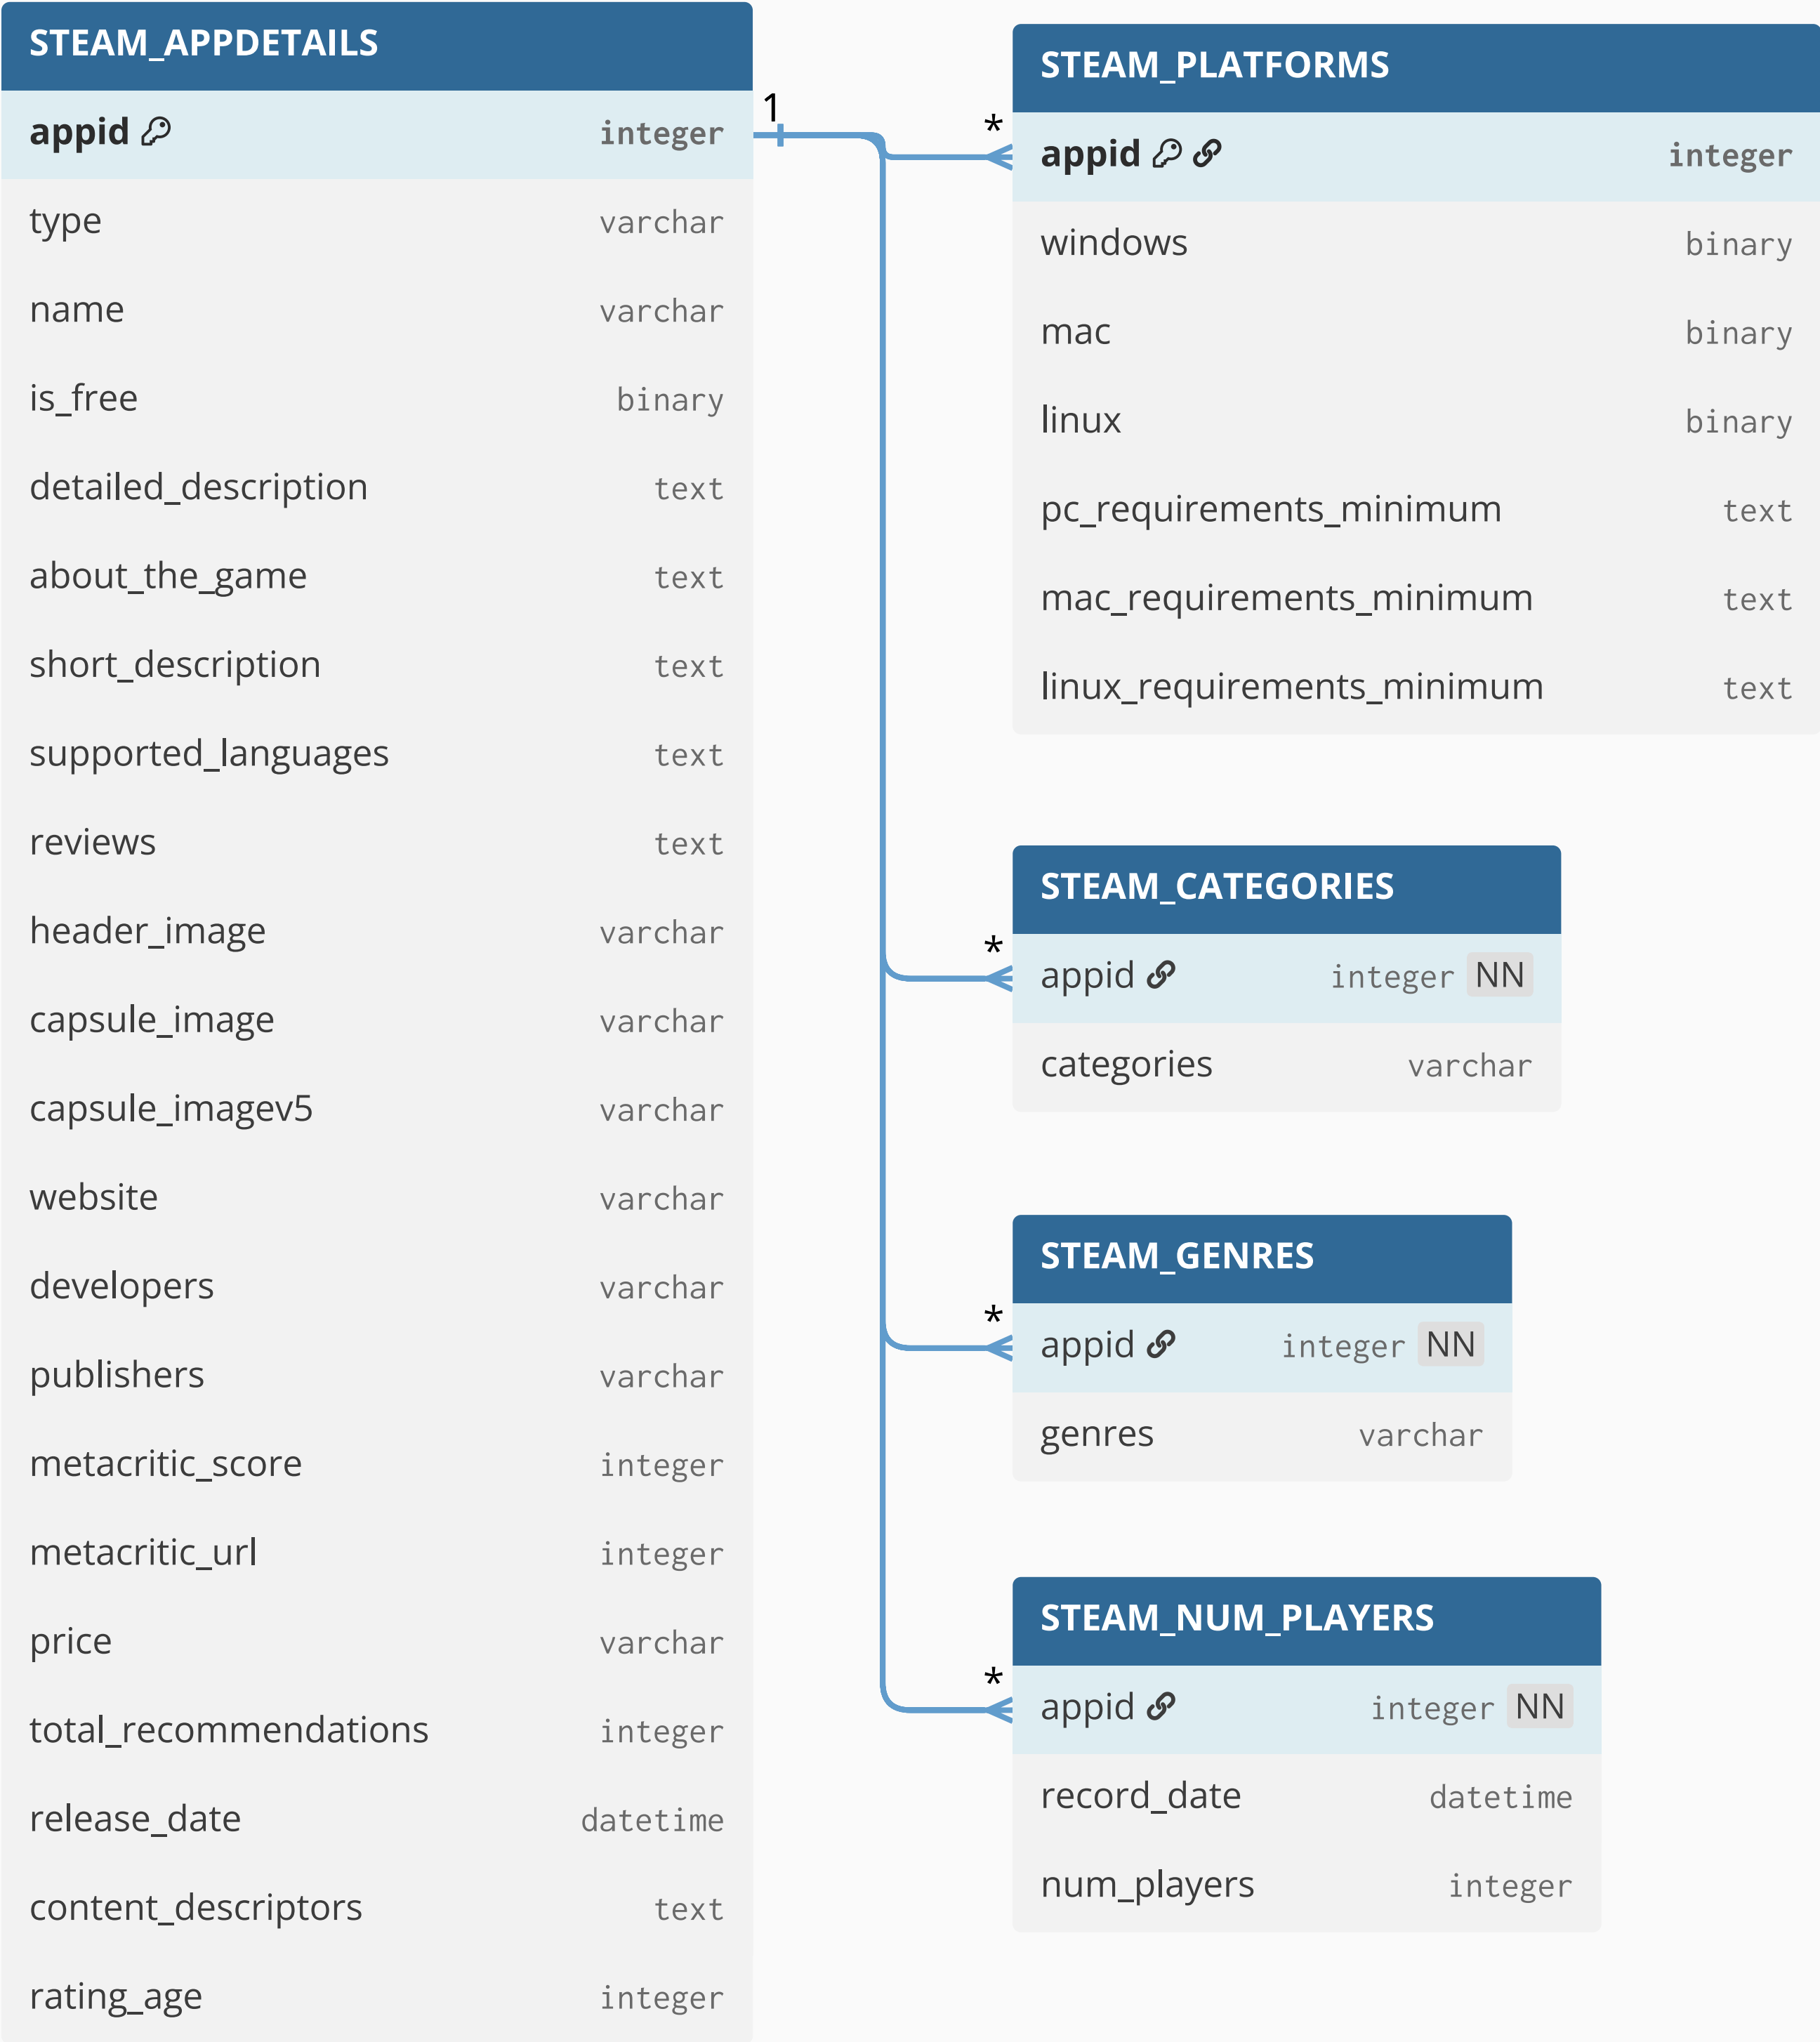 STEAM_APPDETAILS
appid integer
type varchar
name varchar
is_free binary
detailed_description text
about_the_game text
short_description text
supported_languages text
reviews text
header_image varchar
capsule_image varchar
capsule_imagev5 varchar
website varchar
developers varchar
publishers varchar
metacritic_score integer
metacritic_url integer
price varchar
total_recommendations integer
release_date datetime
content_descriptors text
rating_age integer
1
*
STEAM_PLATFORMS
appid integer
windows binary
mac binary
linux binary
pc_requirements_minimum text
mac_requirements_minimum text
linux_requirements_minimum text
*
STEAM_CATEGORIES
appid integer NN
categories varchar
*
STEAM_GENRES
appid integer NN
genres varchar
*
STEAM_NUM_PLAYERS
appid integer NN
record_date datetime
num_players integer